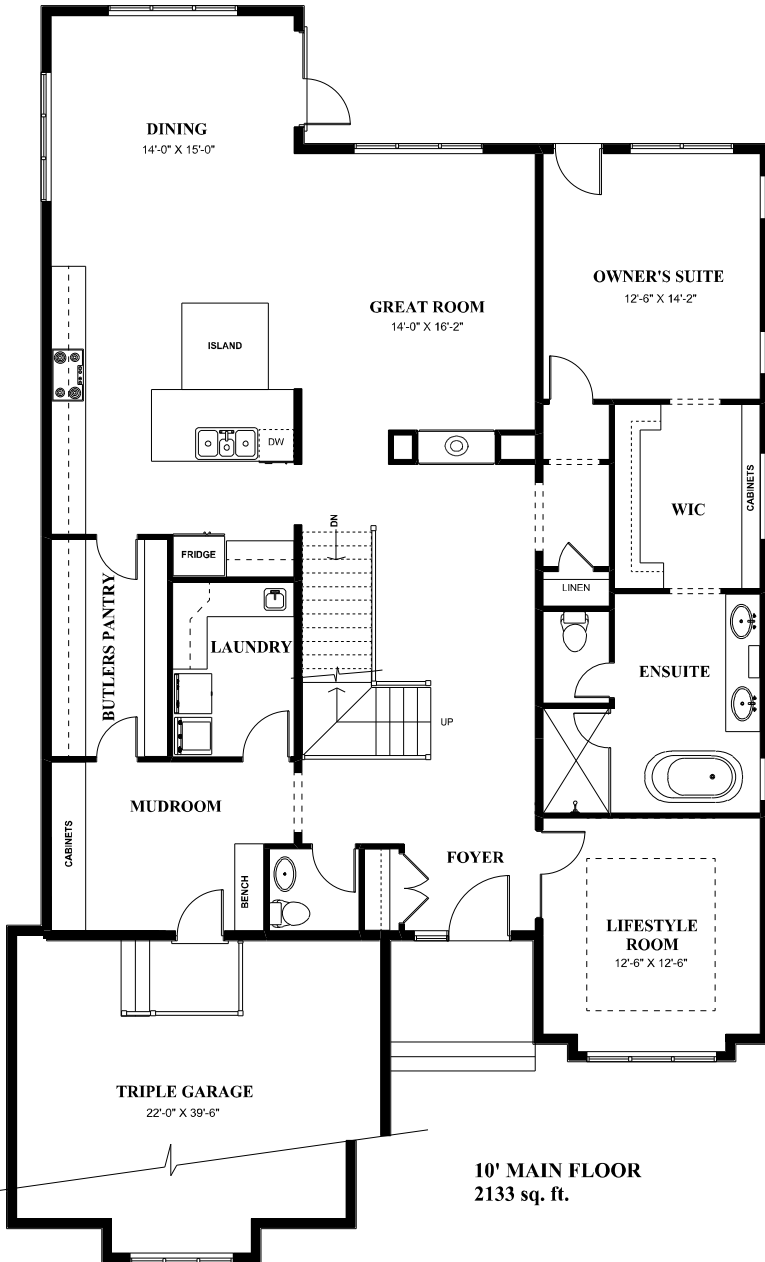 DINING
14'-0" X 15'-0"
OWNER'S SUITE
12'-6" X 14'-2"
GREAT ROOM
14'-0" X 16'-2"
ISLAND
DW
CABINETS
WIC
DN
FRIDGE
LINEN
BUTLERS PANTRY
LAUNDRY
ENSUITE
UP
MUDROOM
CABINETS
FOYER
BENCH
LIFESTYLE
ROOM
12'-6" X 12'-6"
TRIPLE GARAGE
22'-0" X 39'-6"
10' MAIN FLOOR
2133 sq. ft.